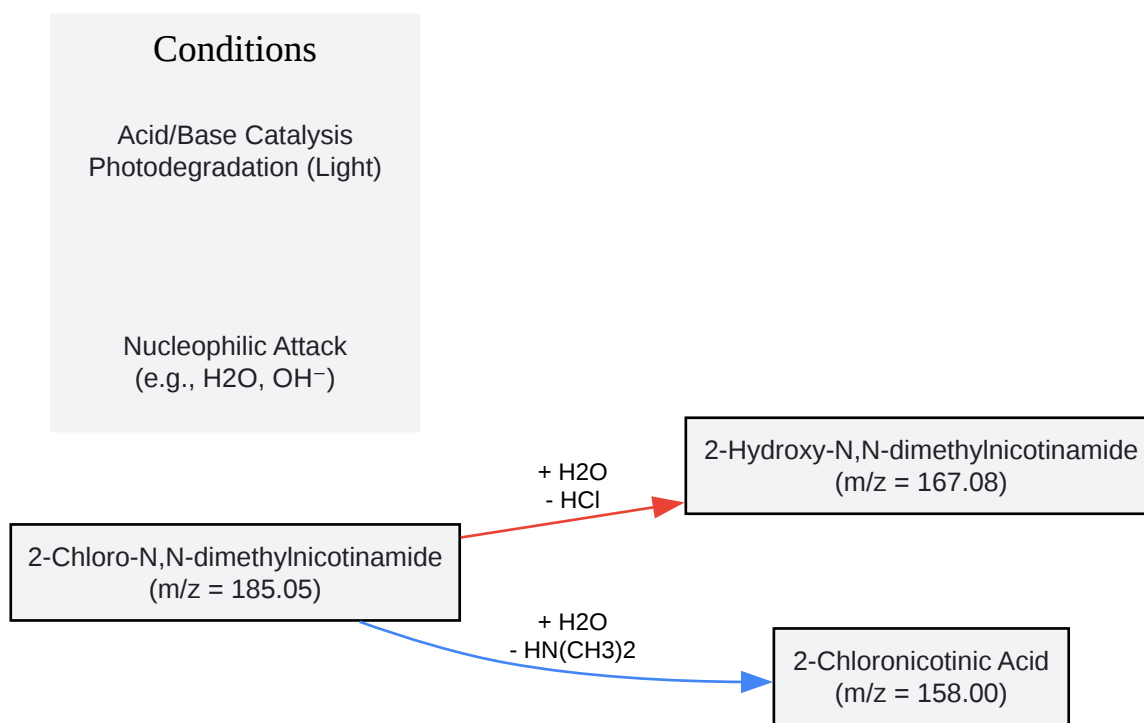 Conditions
Acid/Base Catalysis
Photodegradation (Light)
Nucleophilic Attack
(e.g., H2O, OH⁻)
2-Hydroxy-N,N-dimethylnicotinamide
(m/z = 167.08)
+ H2O
- HCl
2-Chloro-N,N-dimethylnicotinamide
(m/z = 185.05)
+ H2O
- HN(CH3)2
2-Chloronicotinic Acid
(m/z = 158.00)